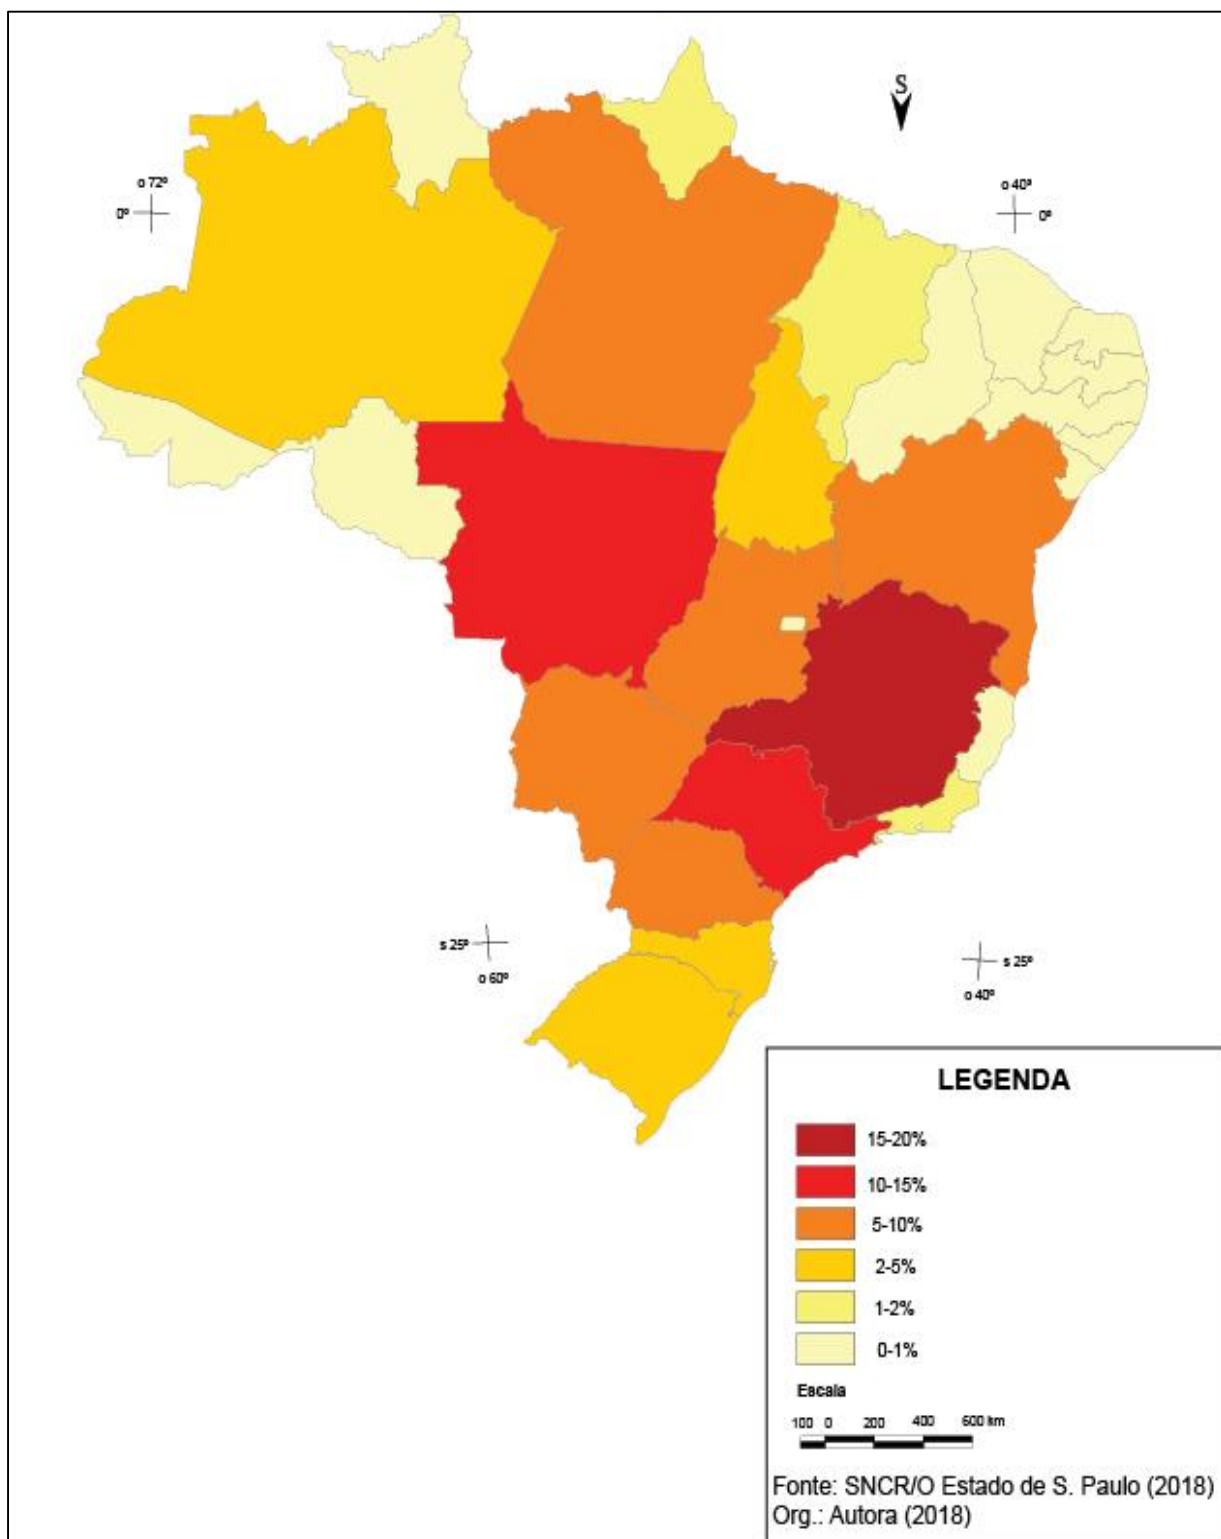 S
o 72º
0º
o 40º
0º
s 25º
o 60º
s 25º
o 40º
LEGENDA
15-20%
10-15%
5-10%
2-5%
1-2%
0-1%
Escala
100 0 200 400 600 km
Fonte: SNCR/O Estado de S. Paulo (2018)
Org.: Autora (2018)